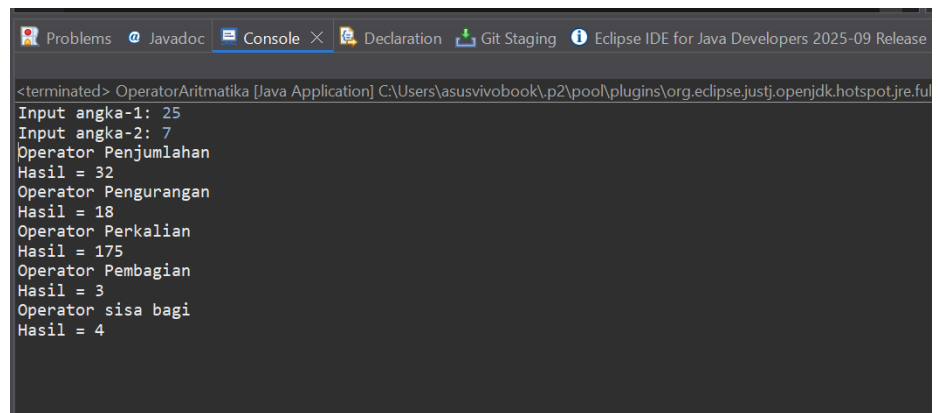 Problems @ Javadoc Console Declaration Git Staging Eclipse IDE for Java Developers 2025-09 Release
<terminated> OperatorAritmatika [Java Application] C:\Users\asusvivobook\.p2\pool\plugins\org.eclipse.justj.openjdk.hotspot.jre.ful
Input angka-1: 25
Input angka-2: 7
Operator Penjumlahan
Hasil = 32
Operator Pengurangan
Hasil = 18
Operator Perkalian
Hasil = 175
Operator Pembagian
Hasil = 3
Operator sisa bagi
Hasil = 4